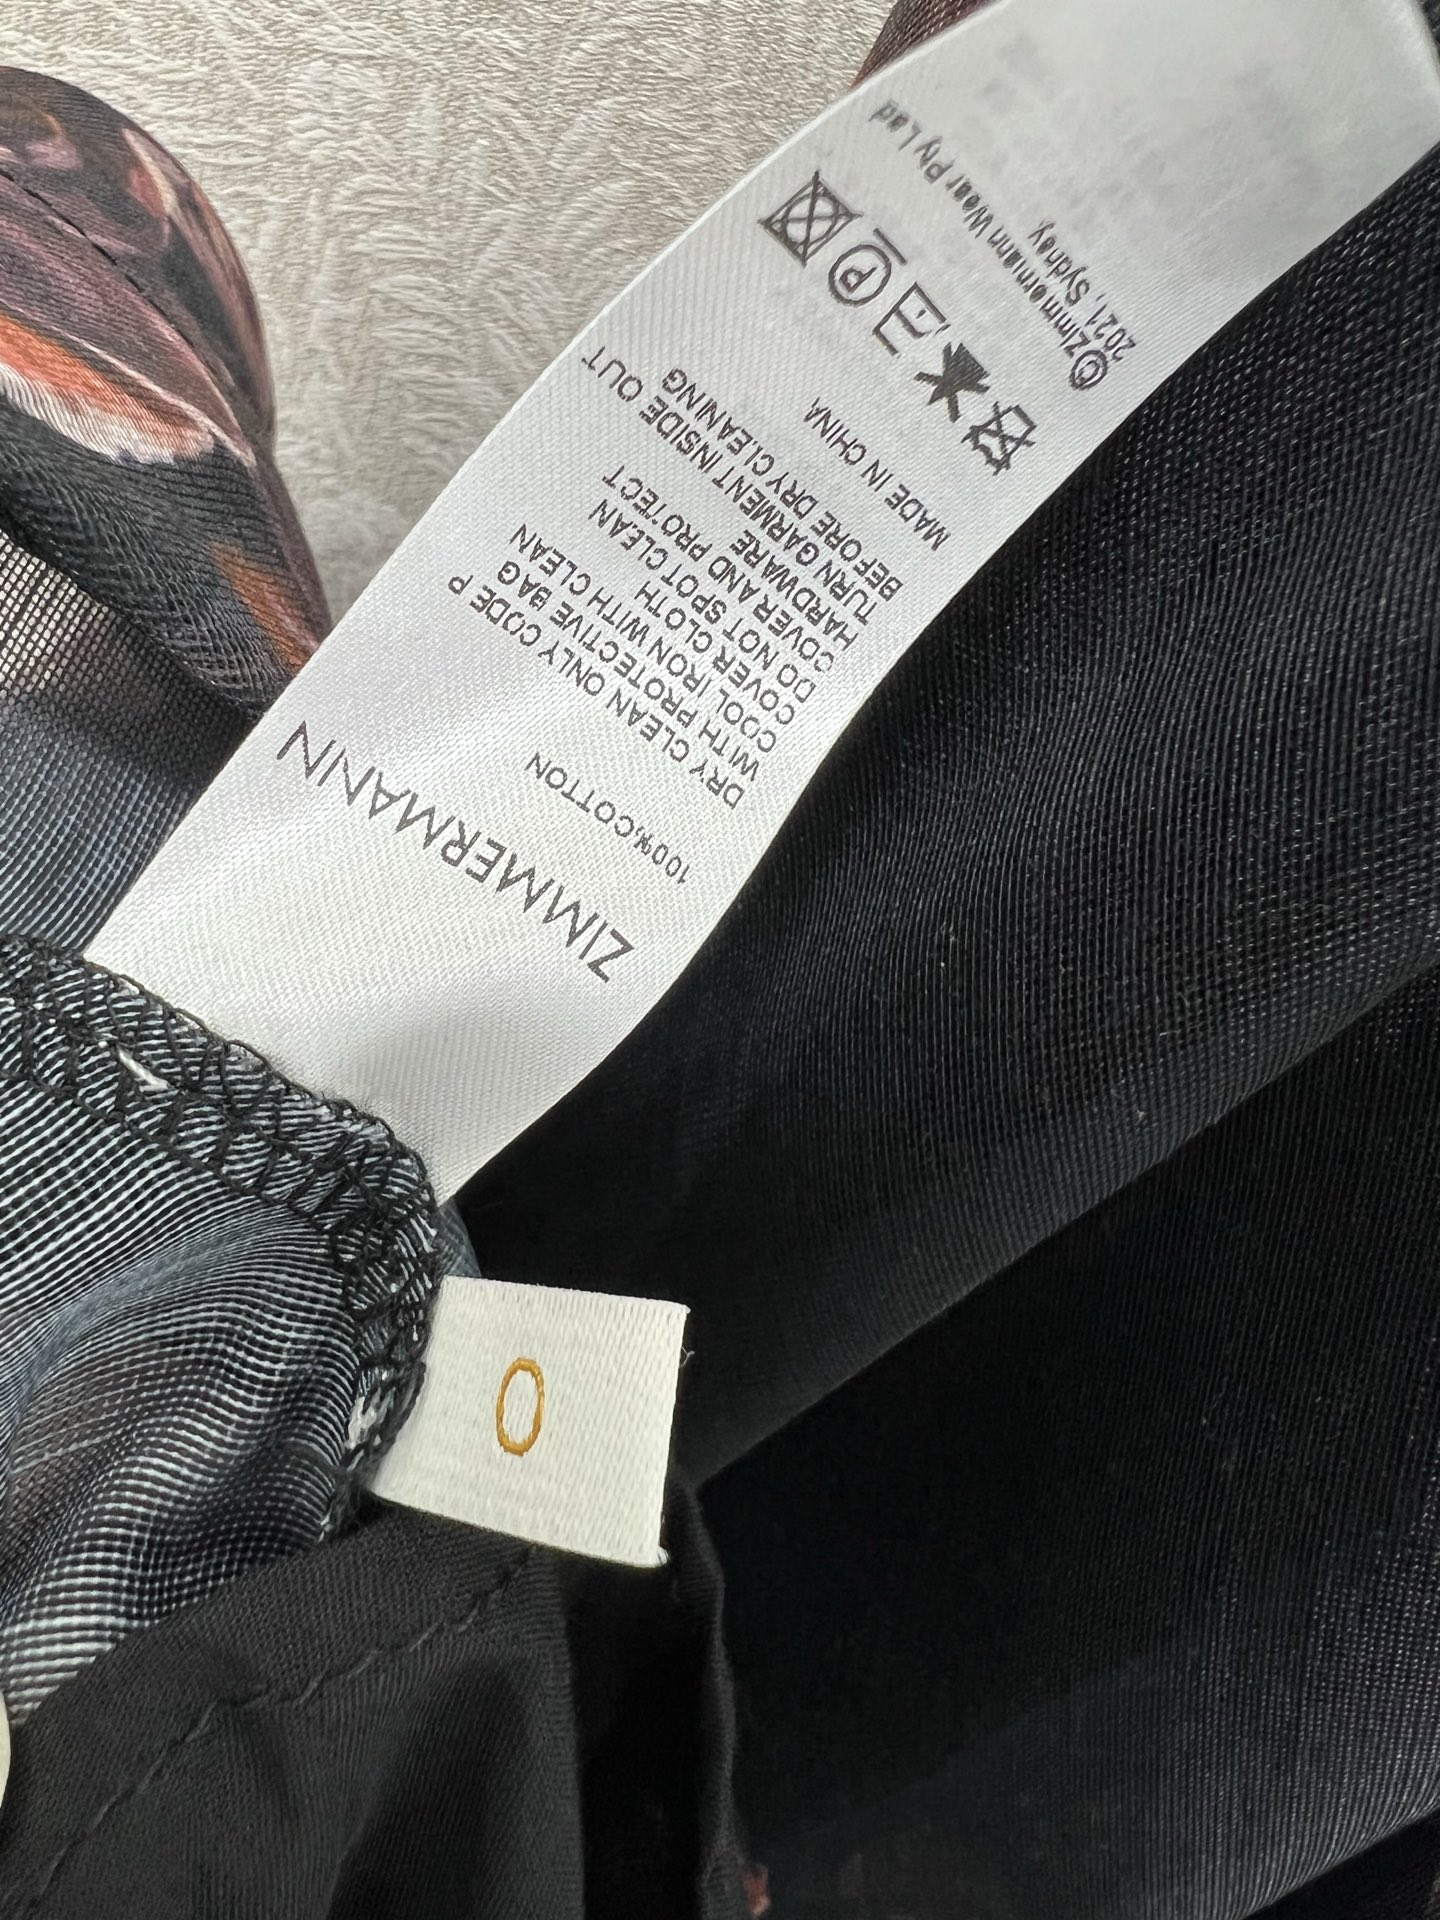 ZIMMERMANN
100%COTTON
DRY CLEAN ONLY CODE P
WITH PROTECTIVE BAG
COOL IRON WITH CLEAN
COVER CLOTH
DO NOT SPOT CLEAN
COVER AND PROTECT
HARDWARE
TURN GARMENT INSIDE OUT
BEFORE DRY CLEANING
MADE IN CHINA
P
©Zimmermann Wear Pty Lad
2021, Sydney.
0